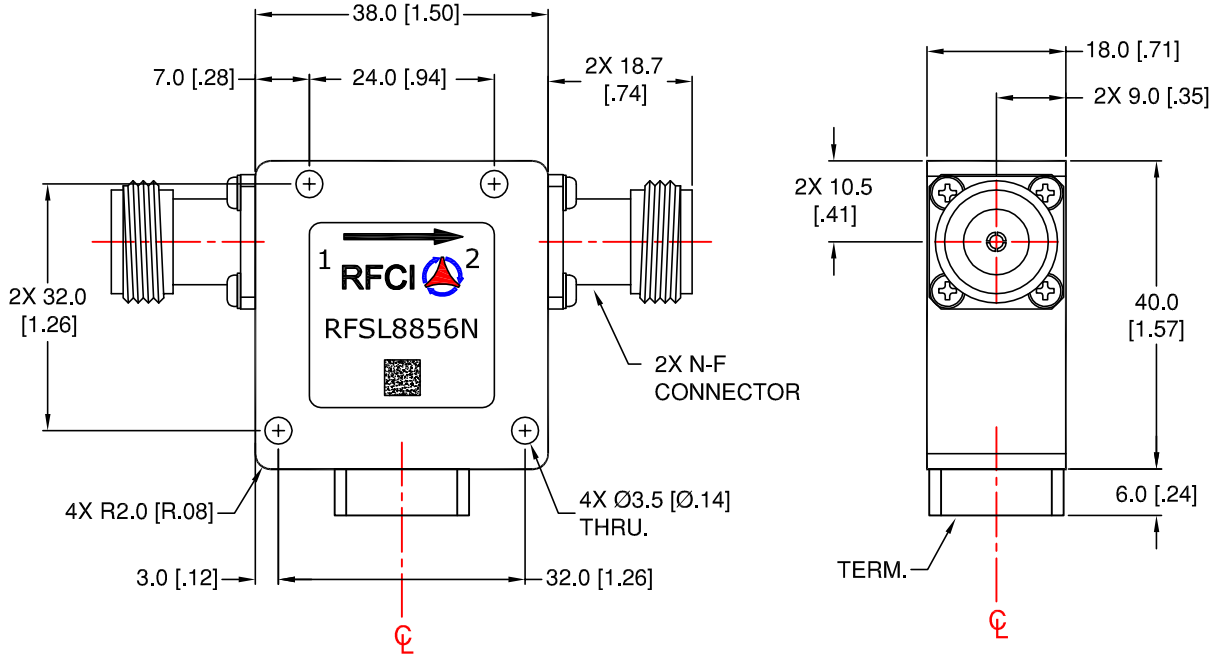 38.0 [1.50]
7.0 [.28]
24.0 [.94]
2X 18.7
[.74]
2X 32.0
[1.26]
1
2
RFCI
RFSL8856N
2X N-F
CONNECTOR
4X R2.0 [R.08]
4X Ø3.5 [Ø.14]
THRU.
3.0 [.12]
32.0 [1.26]
℄
18.0 [.71]
2X 9.0 [.35]
2X 10.5
[.41]
40.0
[1.57]
6.0 [.24]
TERM.
℄